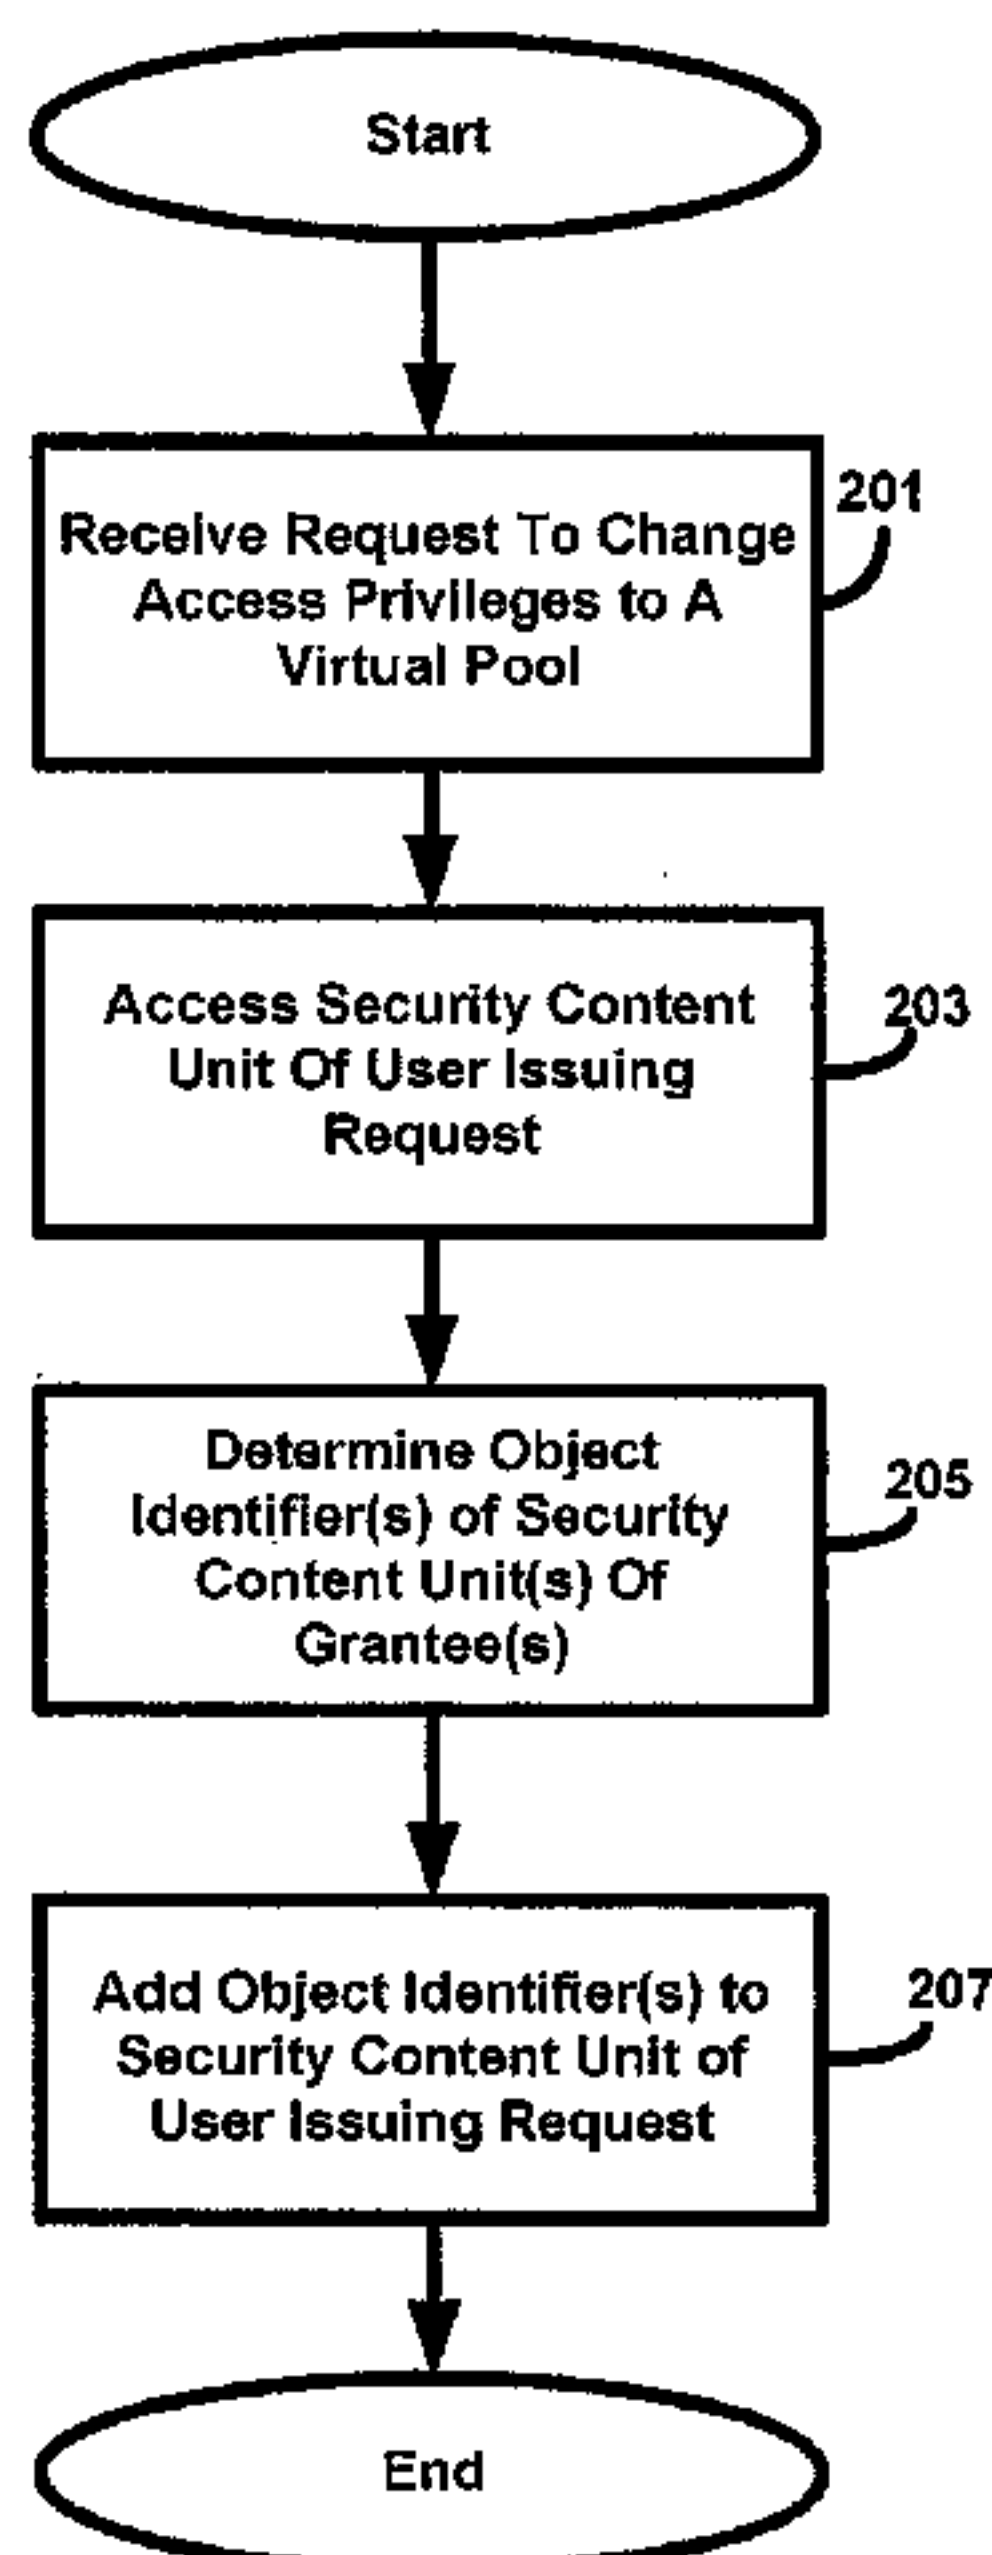 Start
Receive Request To Change
201
Access Privileges to A
Virtual Pool
Access Security Content
203
Unit Of User Issuing
Request
Determine Object
205
Identifier(s) of Security
Content Unit(s) Of
Grantee(s)
Add Object Identifier(s) to
207
Security Content Unit of
User Issuing Request
End